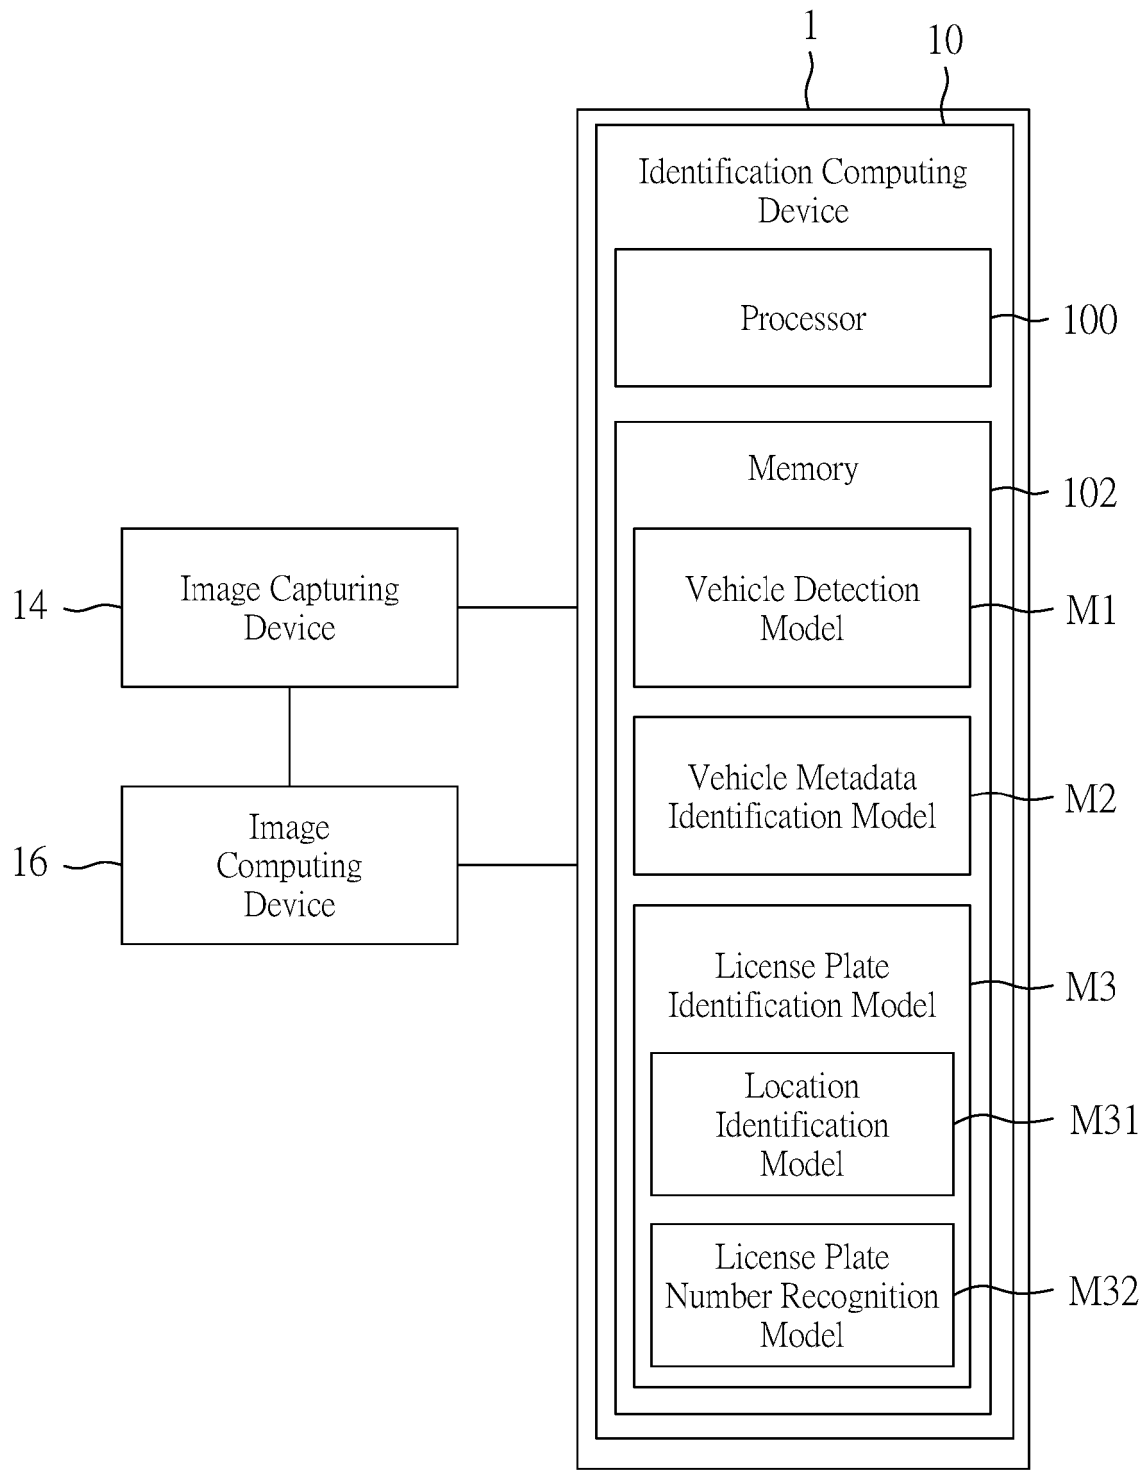 1
10
Identification Computing
Device
Processor
100
Memory
102
Image Capturing
Device
14
Vehicle Detection
Model
M1
Vehicle Metadata
Identification Model
M2
Image
Computing
Device
16
License Plate
Identification Model
M3
Location
Identification
Model
M31
License Plate
Number Recognition
Model
M32